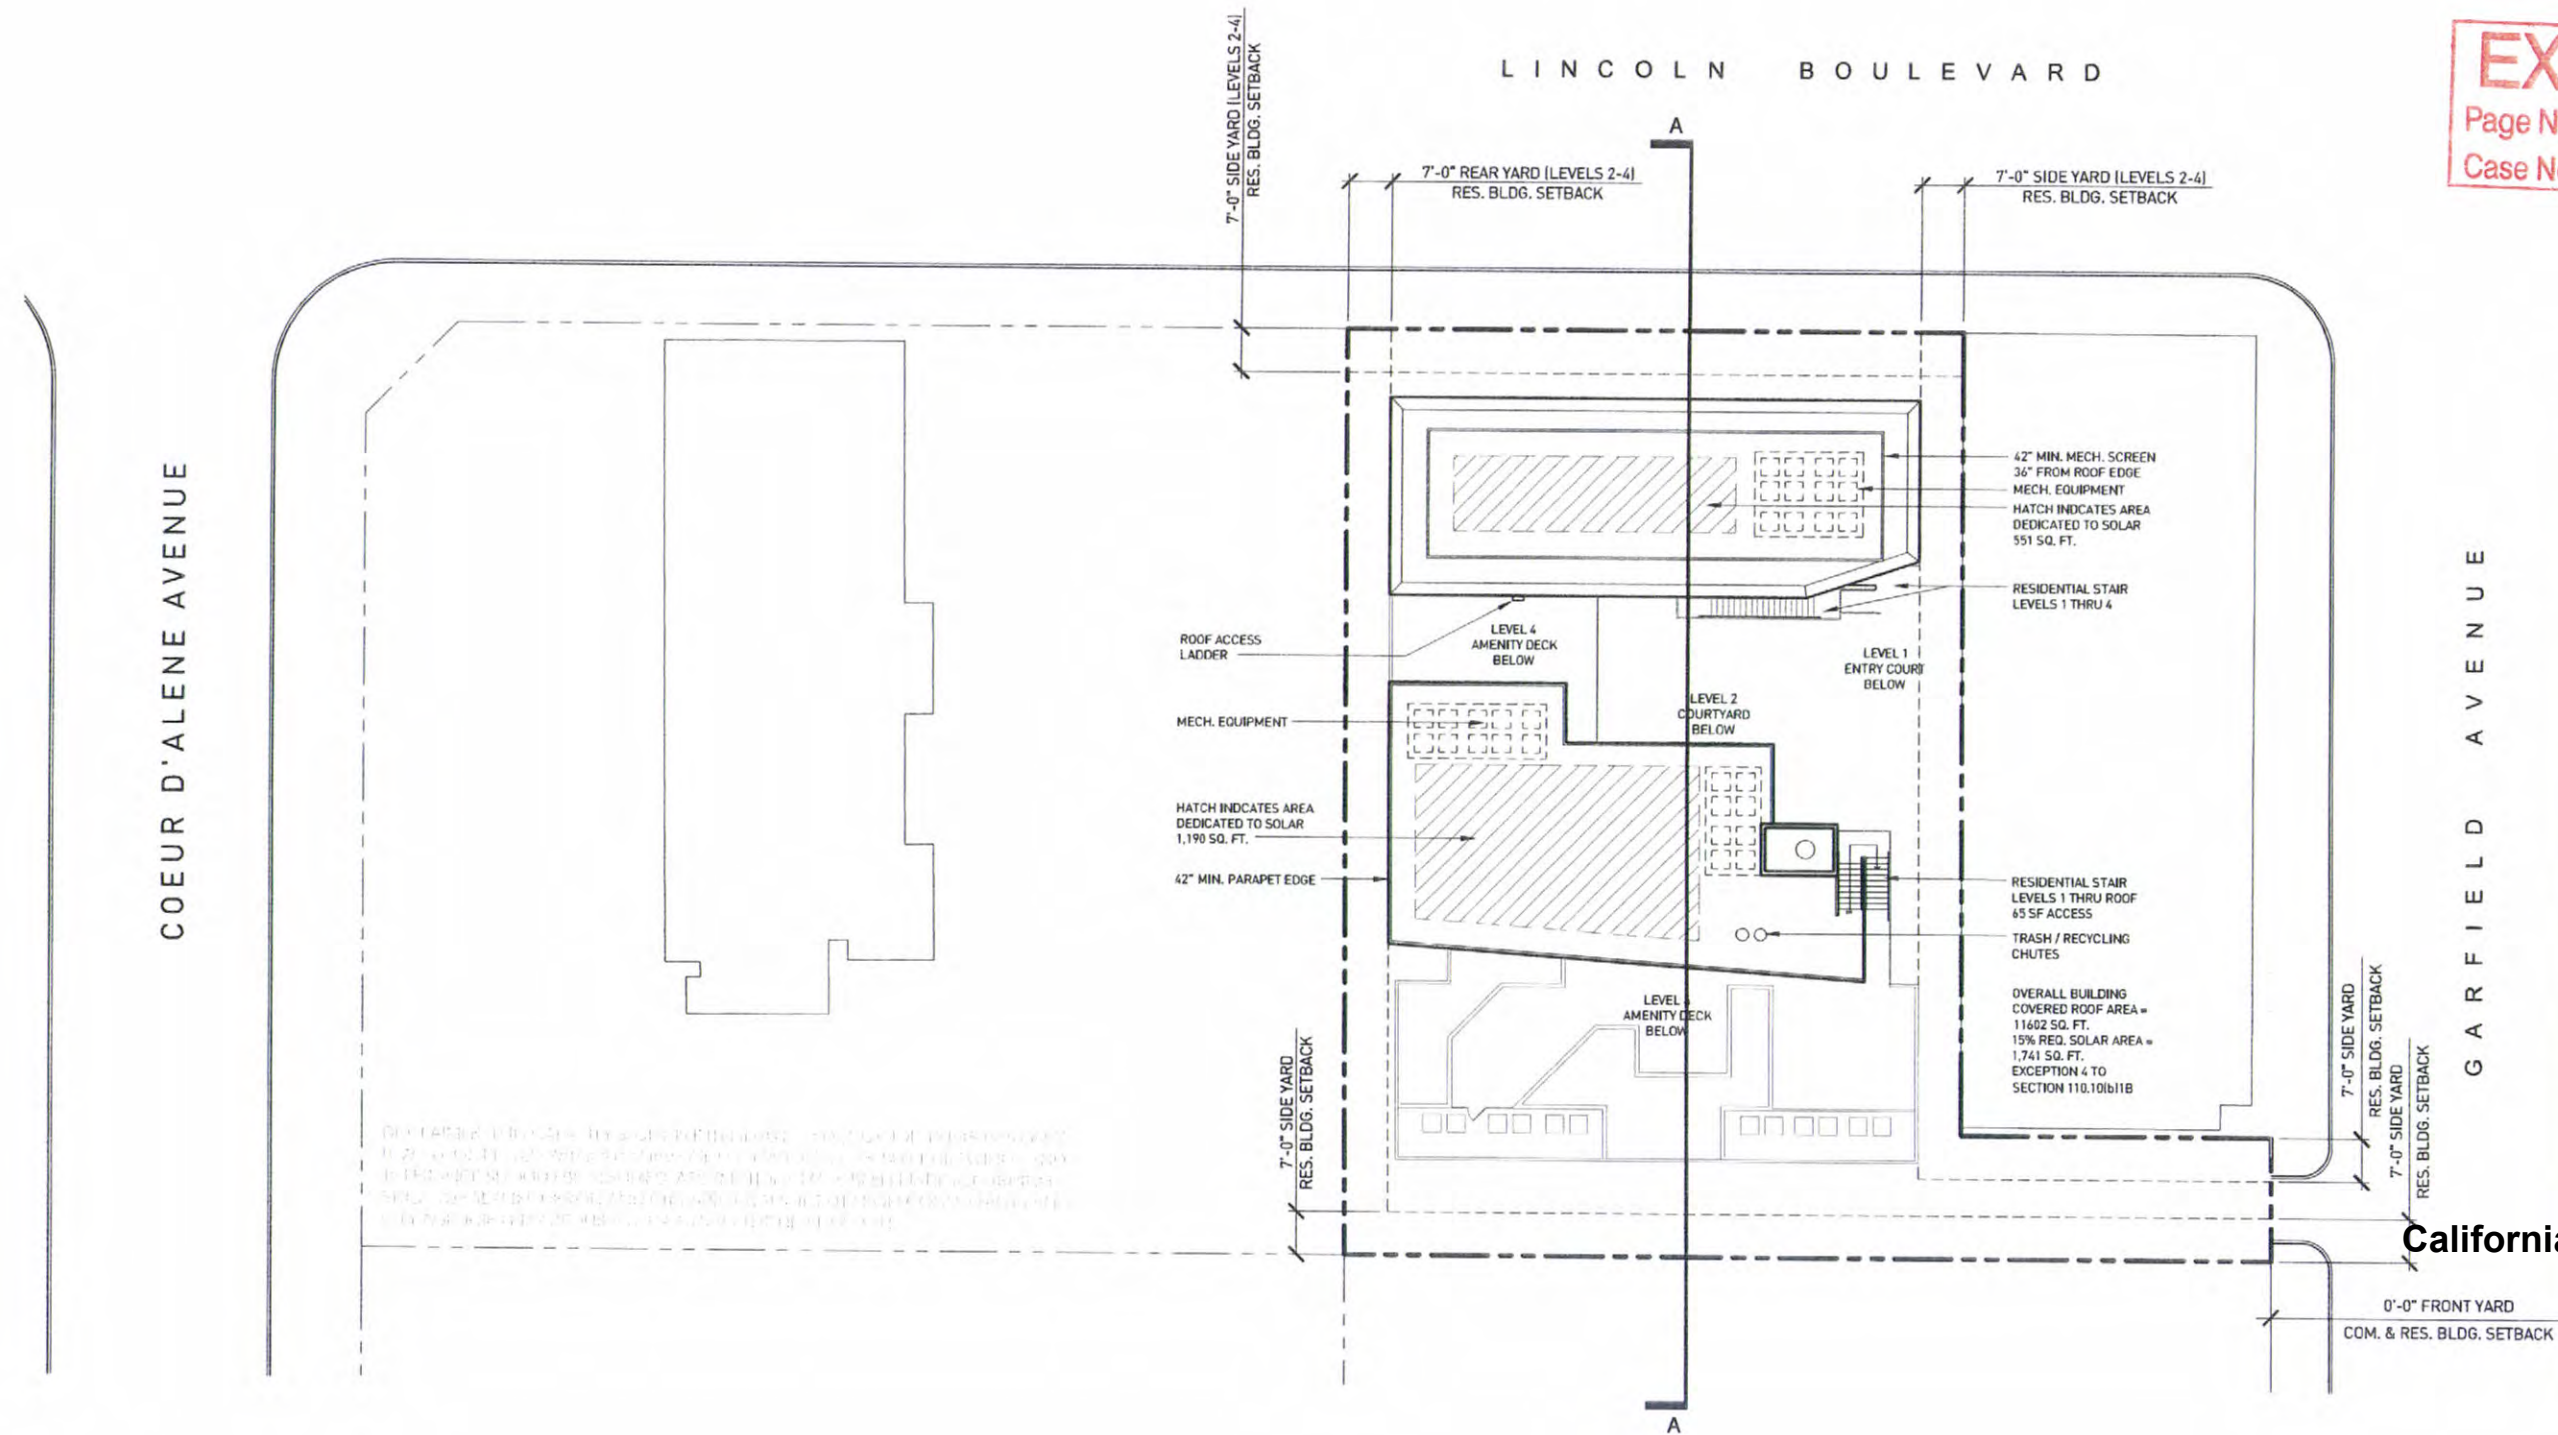 LINCOLN BOULEVARD
EX
Page N
Case N
7'-0" SIDE YARD (LEVELS 2-4)
RES. BLDG. SETBACK
A
7'-0" REAR YARD (LEVELS 2-4)
RES. BLDG. SETBACK
7'-0" SIDE YARD (LEVELS 2-4)
RES. BLDG. SETBACK
COEUR D'ALENE AVENUE
GARFIELD AVENUE
42" MIN. MECH. SCREEN
36" FROM ROOF EDGE
MECH. EQUIPMENT
HATCH INDCATES AREA
DEDICATED TO SOLAR
551 SQ. FT.
RESIDENTIAL STAIR
LEVELS 1 THRU 4
ROOF ACCESS
LADDER
LEVEL 4
AMENITY DECK
BELOW
LEVEL 1
ENTRY COURT
BELOW
LEVEL 2
COURTYARD
BELOW
MECH. EQUIPMENT
HATCH INDCATES AREA
DEDICATED TO SOLAR
1,190 SQ. FT.
42" MIN. PARAPET EDGE
RESIDENTIAL STAIR
LEVELS 1 THRU ROOF
65 SF ACCESS
TRASH / RECYCLING
CHUTES
OVERALL BUILDING
COVERED ROOF AREA =
11602 SQ. FT.
15% REQ. SOLAR AREA =
1,741 SQ. FT.
EXCEPTION 4 TO
SECTION 110.10(b)1B
LEVEL
AMENITY DECK
BELOW
7'-0" SIDE YARD
RES. BLDG. SETBACK
7'-0" SIDE YARD
RES. BLDG. SETBACK
7'-0" SIDE YARD
RES. BLDG. SETBACK
California
0'-0" FRONT YARD
COM. & RES. BLDG. SETBACK
A